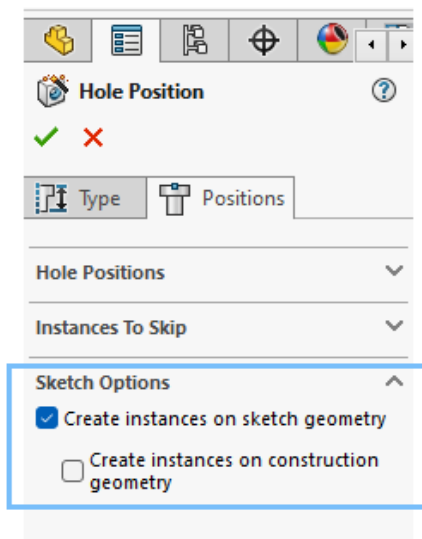 Hole Position
Type
Positions
Hole Positions
Instances To Skip
Sketch Options
Create instances on sketch geometry
Create instances on construction
geometry